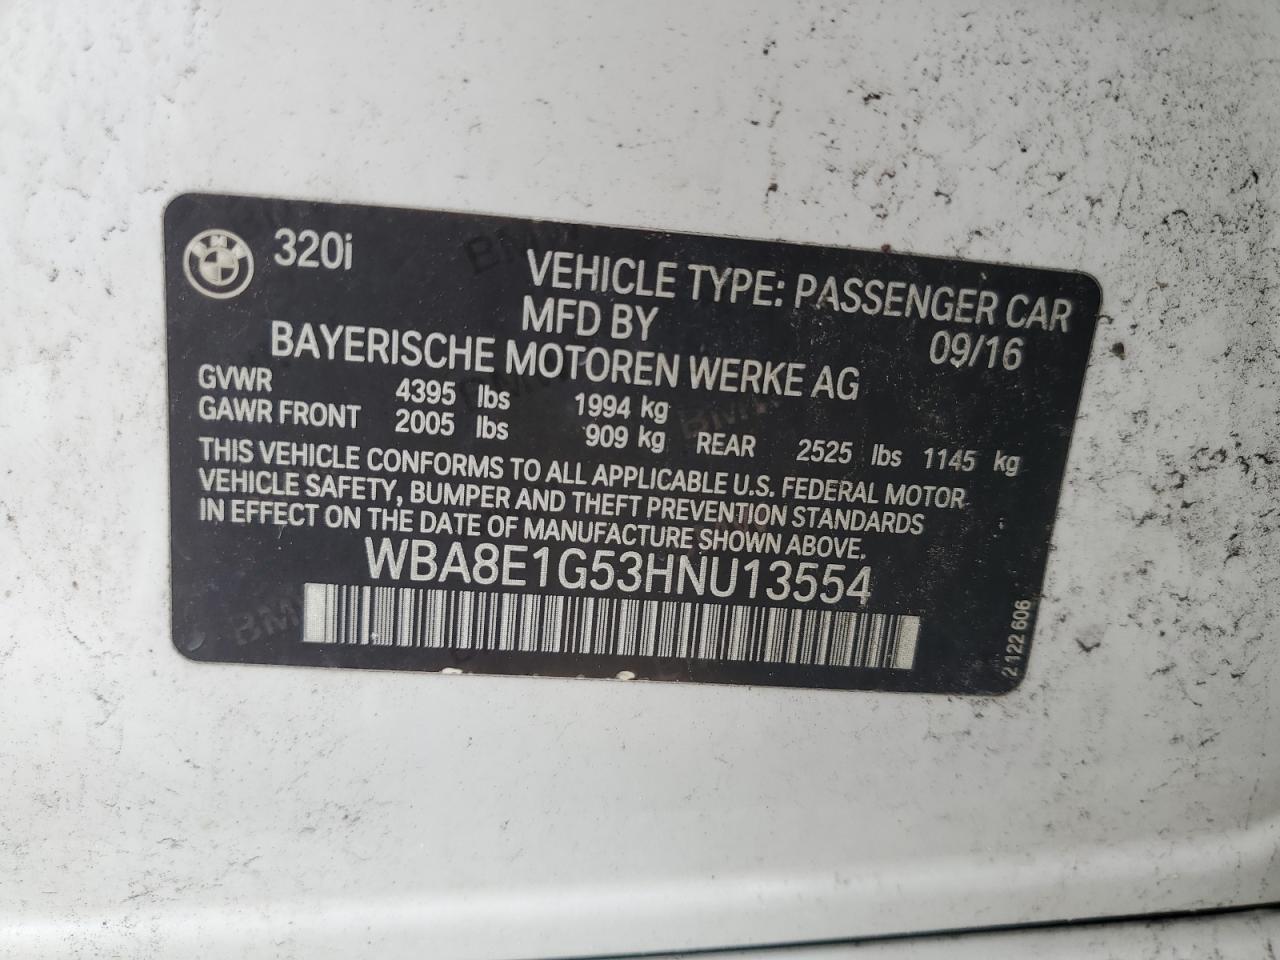 320i
VEHICLE TYPE: PASSENGER CAR
MFD BY 09/16
BAYERISCHE MOTOREN WERKE AG
GVWR 4395 lbs 1994 kg
GAWR FRONT 2005 lbs 909 kg REAR 2525 lbs 1145 kg
THIS VEHICLE CONFORMS TO ALL APPLICABLE U.S. FEDERAL MOTOR
VEHICLE SAFETY, BUMPER AND THEFT PREVENTION STANDARDS
IN EFFECT ON THE DATE OF MANUFACTURE SHOWN ABOVE.
WBA8E1G53HNU13554
2 122 606